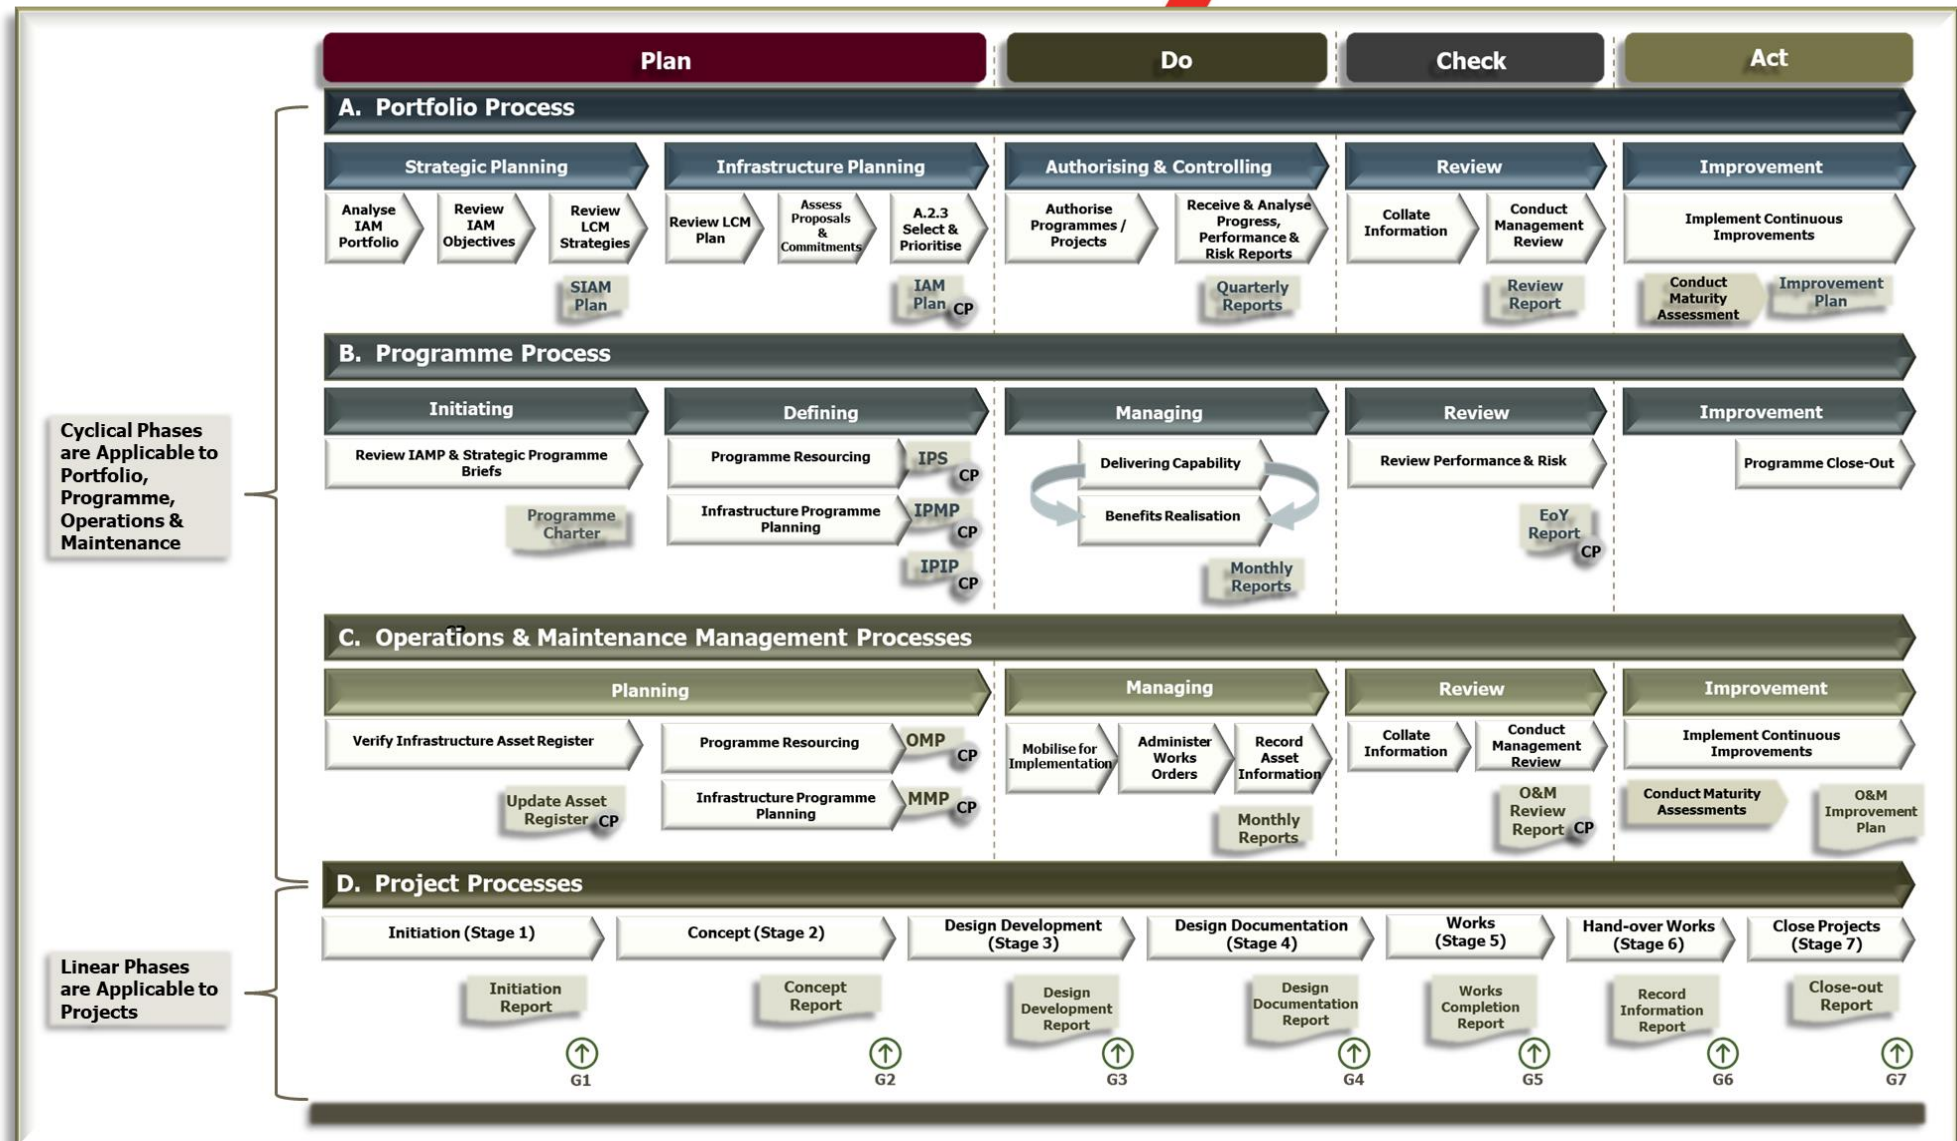 Plan
Do
Check
Act
A. Portfolio Process
Strategic Planning
Infrastructure Planning
Authorising & Controlling
Review
Improvement
Analyse
IAM
Portfolio
Review
IAM
Objectives
Review
LCM
Strategies
Review LCM
Plan
Assess
Proposals
&
Commitments
A.2.3
Select &
Prioritise
Authorise
Programmes /
Projects
Receive & Analyse
Progress,
Performance &
Risk Reports
Collate
Information
Conduct
Management
Review
Implement Continuous
Improvements
SIAM
Plan
IAM
Plan
CP
Quarterly
Reports
Review
Report
Conduct
Maturity
Assessment
Improvement
Plan
B. Programme Process
Initiating
Defining
Managing
Review
Improvement
Cyclical Phases
are Applicable to
Portfolio,
Programme,
Operations &
Maintenance
Review IAMP & Strategic Programme
Briefs
Programme Resourcing
IPS
CP
Delivering Capability
Review Performance & Risk
Programme Close-Out
Programme
Charter
Infrastructure Programme
Planning
IPMP
CP
Benefits Realisation
EoY
Report
CP
IPIP
CP
Monthly
Reports
CP
C. Operations & Maintenance Management Processes
Planning
Managing
Review
Improvement
Verify Infrastructure Asset Register
Programme Resourcing
OMP
CP
Mobilise for
Implementation
Administer
Works
Orders
Record
Asset
Information
Collate
Information
Conduct
Management
Review
Implement Continuous
Improvements
Update Asset
Register
CP
Infrastructure Programme
Planning
MMP
CP
Monthly
Reports
O&M
Review
Report
CP
Conduct Maturity
Assessments
O&M
Improvement
Plan
D. Project Processes
Initiation (Stage 1)
Concept (Stage 2)
Design Development
(Stage 3)
Design Documentation
(Stage 4)
Works
(Stage 5)
Hand-over Works
(Stage 6)
Close Projects
(Stage 7)
Linear Phases
are Applicable to
Projects
Initiation
Report
Concept
Report
Design
Development
Report
Design
Documentation
Report
Works
Completion
Report
Record
Information
Report
Close-out
Report
G1
G2
G3
G4
G5
G6
G7